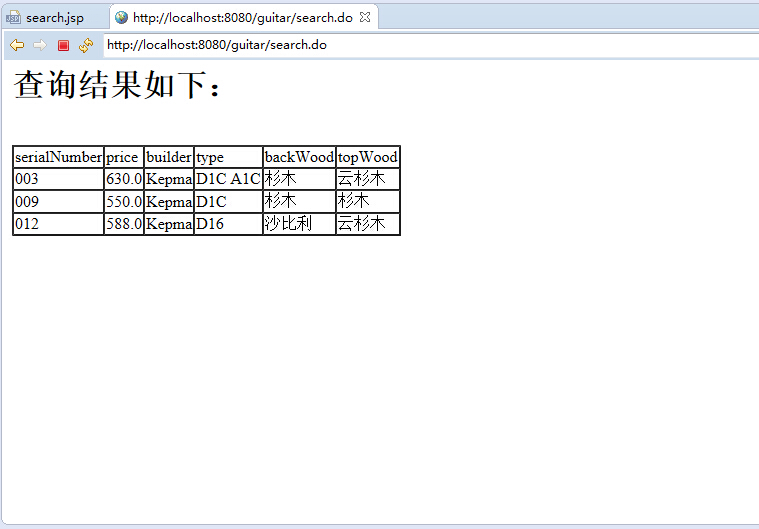 search.jsp http://localhost:8080/guitar/search.do
http://localhost:8080/guitar/search.do
查询结果如下：
serialNumber price builder type backWood topWood
003 630.0 Kepma D1C A1C 杉木 云杉木
009 550.0 Kepma D1C 杉木 杉木
012 588.0 Kepma D16 沙比利 云杉木